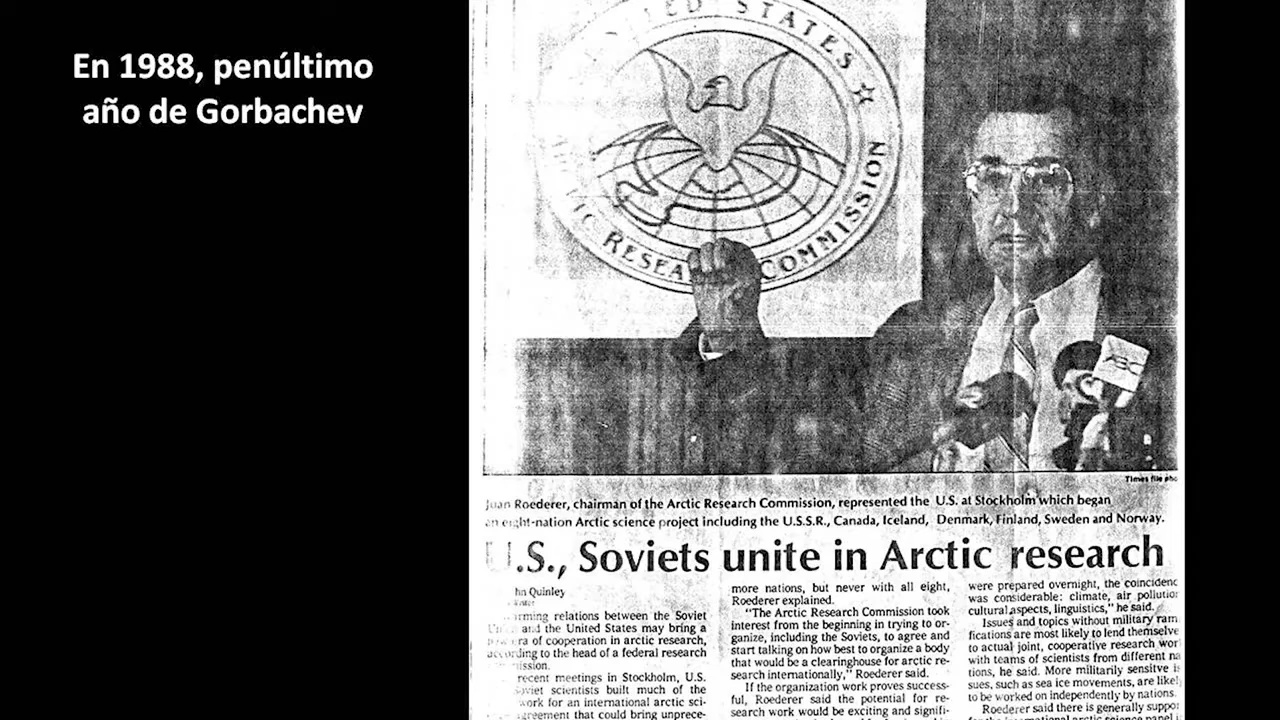 En 1988, penúltimo
año de Gorbachev
UNITED STATES
ARCTIC RESEARCH COMMISSION
ABC
Times file
Juan Roederer, chairman of the Arctic Research Commission, represented the U.S. at Stockholm which began
an eight-nation Arctic science project including the U.S.S.R., Canada, Iceland, Denmark, Finland, Sweden and Norway.
U.S., Soviets unite in Arctic research
hn Quinley
rming relations between the Soviet
and the United States may bring a
era of cooperation in arctic research,
according to the head of a federal research
ission.
recent meetings in Stockholm, U.S.
Soviet scientists built much of the
work for an international arctic sci-
agreement that could bring unprece-
more nations, but never with all eight,
Roederer explained.
"The Arctic Research Commission took
interest from the beginning in trying to or-
ganize, including the Soviets, to agree and
start talking on how best to organize a body
that would be a clearinghouse for arctic re-
search internationally," Roederer said.
If the organization work proves success-
ful, Roederer said the potential for re-
search work would be exciting and signifi-
were prepared overnight, the coincidenc
was considerable: climate, air pollution
cultural aspects, linguistics," he said.
Issues and topics without military ram
fications are most likely to lend themselve
to actual joint, cooperative research wor
with teams of scientists from different na
tions, he said. More militarily sensitve is
sues, such as sea ice movements, are likel
to be worked on independently by nations.
Roederer said there is generally suppo